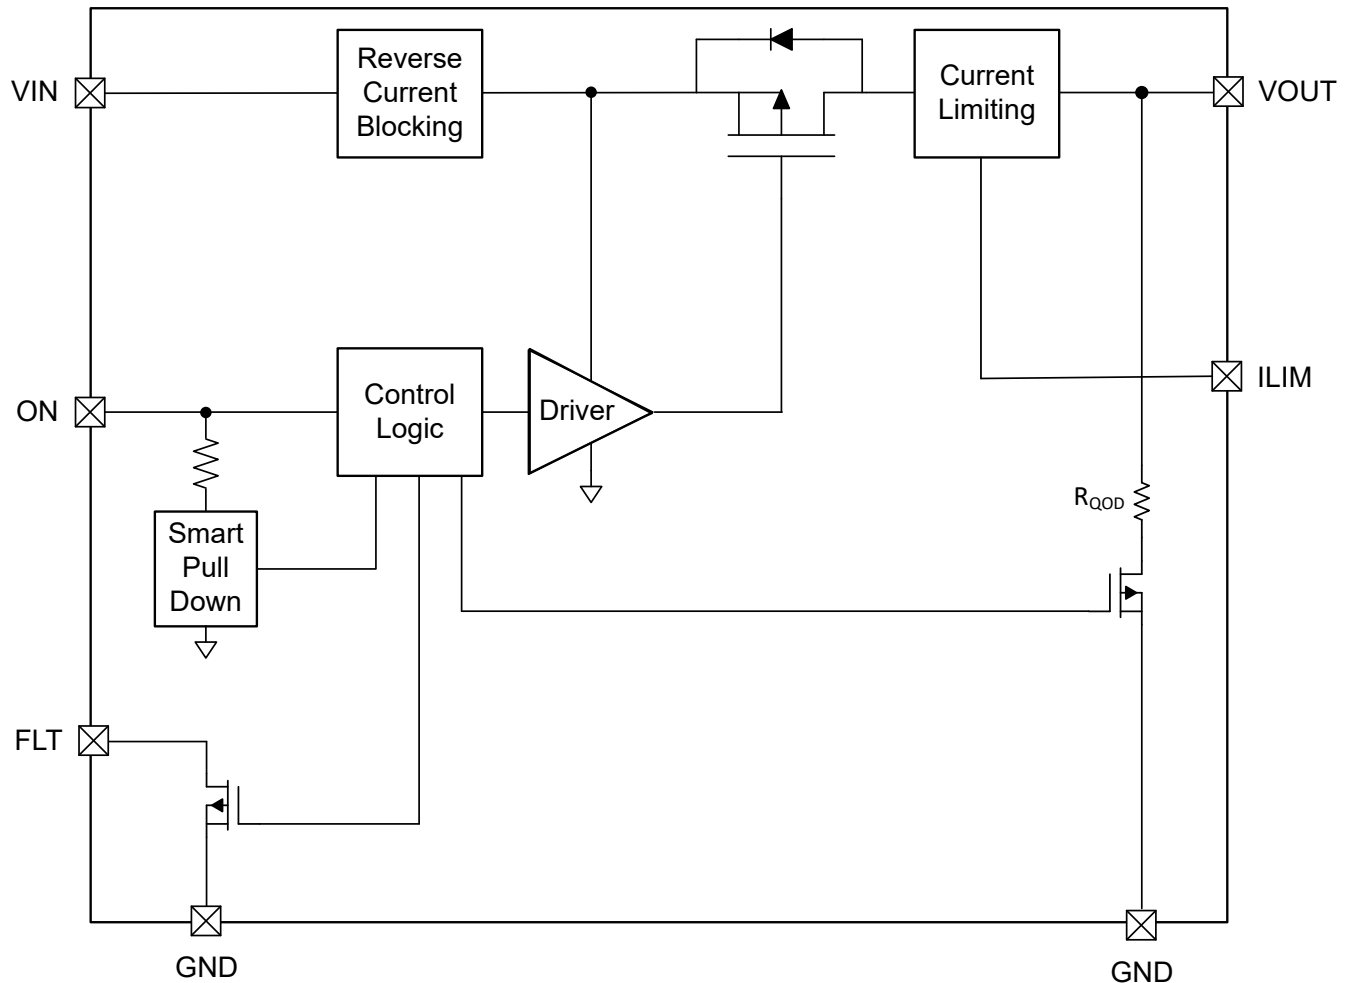 Reverse
Current
Blocking
Current
Limiting
VIN
VOUT
Control
Logic
Driver
ON
ILIM
RQOD
Smart
Pull
Down
FLT
GND
GND